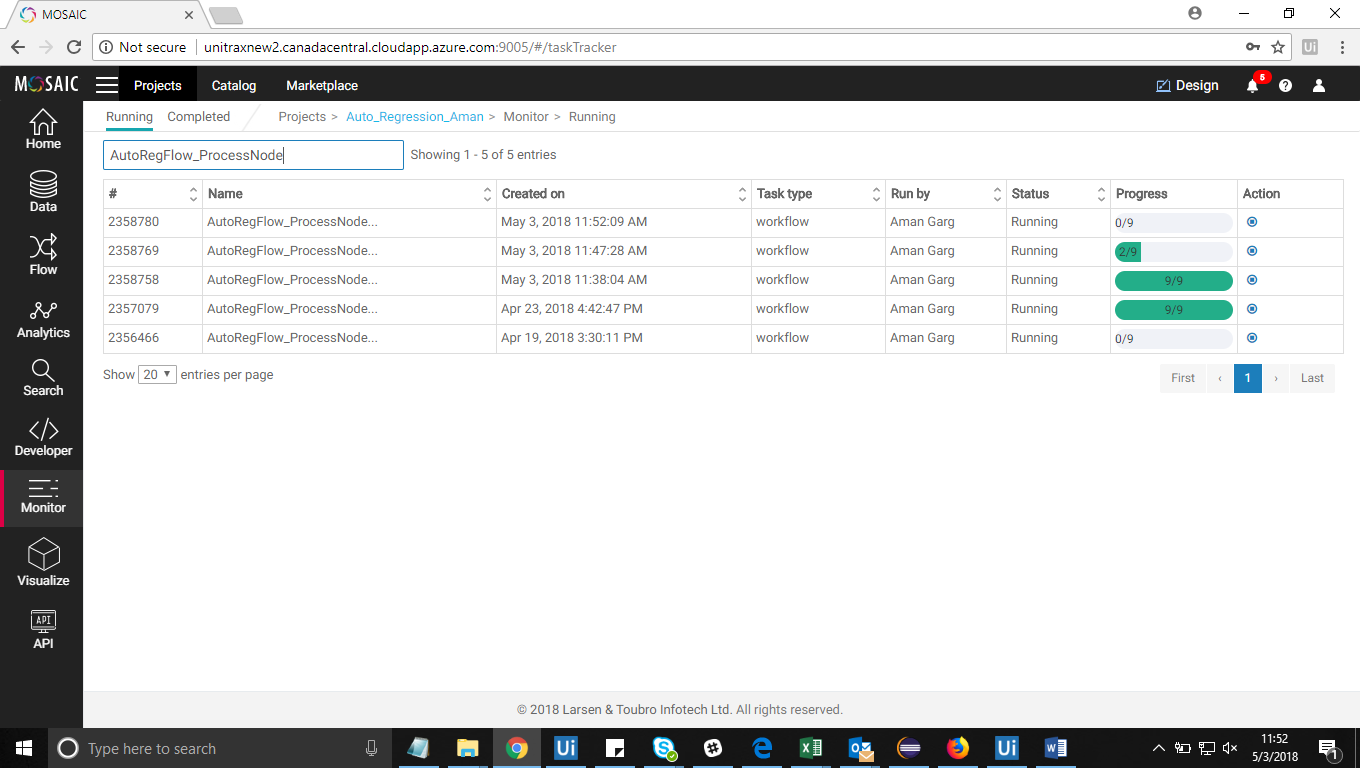 MOSAIC
Not secure unitraxnew2.canadacentral.cloudapp.azure.com:9005/#/taskTracker Ui
MOSAIC Projects Catalog Marketplace Design 5 ?
Running Completed Projects > Auto_Regression_Aman > Monitor > Running
AutoRegFlow_ProcessNode Showing 1 - 5 of 5 entries
# Name Created on Task type Run by Status Progress Action
2358780 AutoRegFlow_ProcessNode... May 3, 2018 11:52:09 AM workflow Aman Garg Running 0/9
2358769 AutoRegFlow_ProcessNode... May 3, 2018 11:47:28 AM workflow Aman Garg Running 2/9
2358758 AutoRegFlow_ProcessNode... May 3, 2018 11:38:04 AM workflow Aman Garg Running 9/9
2357079 AutoRegFlow_ProcessNode... Apr 23, 2018 4:42:47 PM workflow Aman Garg Running 9/9
2356466 AutoRegFlow_ProcessNode... Apr 19, 2018 3:30:11 PM workflow Aman Garg Running 0/9
Show 20 entries per page First ‹ 1 › Last
Home
Data
Flow
Analytics
Search
Developer
Monitor
Visualize
API
API
© 2018 Larsen & Toubro Infotech Ltd. All rights reserved.
Type here to search Ui Ui 11:52
5/3/2018 1